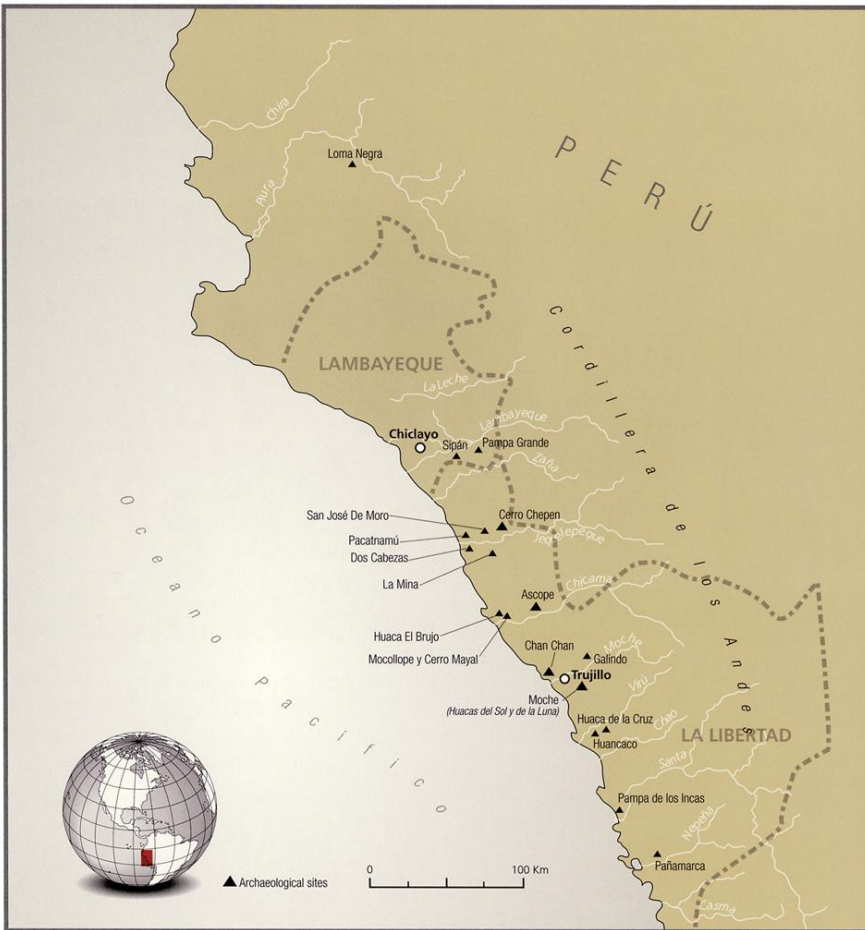 Chira
Loma Negra
Aura
PERÚ
Cordillera de los Andes
LAMBAYEQUE
La Leche
Lambayeque
Chiclayo
Sipán
Pampa Grande
Zaña
San José De Moro
Cerro Chepen
Pacatnamú
Jequetepeque
Dos Cabezas
La Mina
Chicama
Ascope
Huaca El Brujo
Mocollope y Cerro Mayal
Chan Chan
Moche
Galindo
Trujillo
Moche
(Huacas del Sol y de la Luna)
Virú
Huaca de la Cruz
Chao
Huancaco
LA LIBERTAD
Santa
Pampa de los Incas
Nepeña
Pañamarca
Casma
Oceano Pacifico
Archaeological sites
0 100 Km